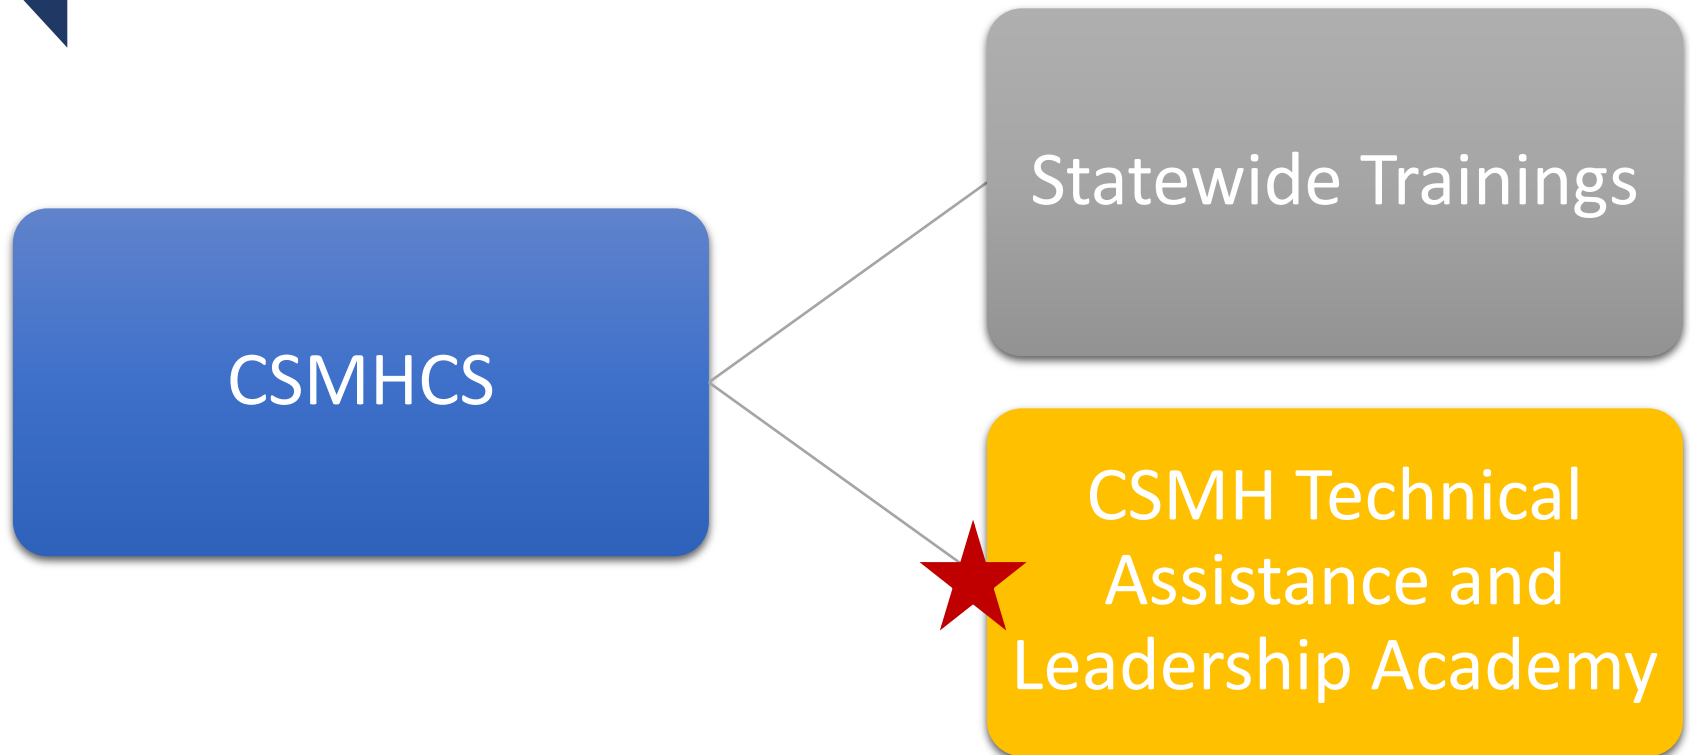 Statewide Trainings
CSMHCS
CSMH Technical
Assistance and
Leadership Academy